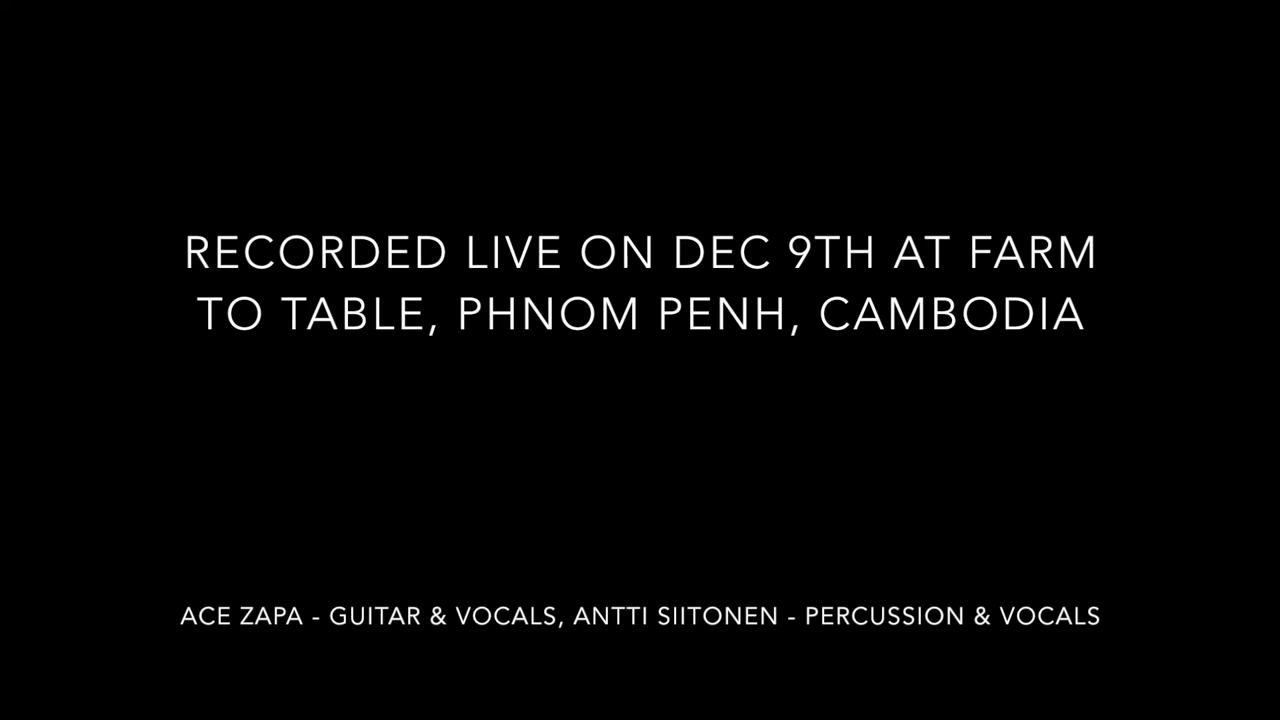 RECORDED LIVE ON DEC 9TH AT FARM
TO TABLE, PHNOM PENH, CAMBODIA
ACE ZAPA - GUITAR & VOCALS, ANTTI SIITONEN - PERCUSSION & VOCALS